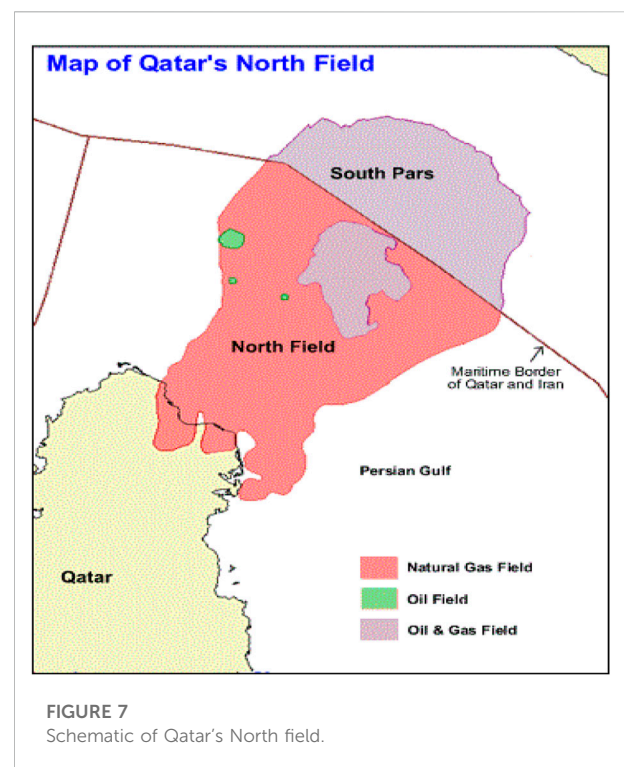 Map of Qatar's North Field
South Pars
North Field
Maritime Border
of Qatar and Iran
Persian Gulf
Qatar
Natural Gas Field
Oil Field
Oil & Gas Field
FIGURE 7
Schematic of Qatar's North field.